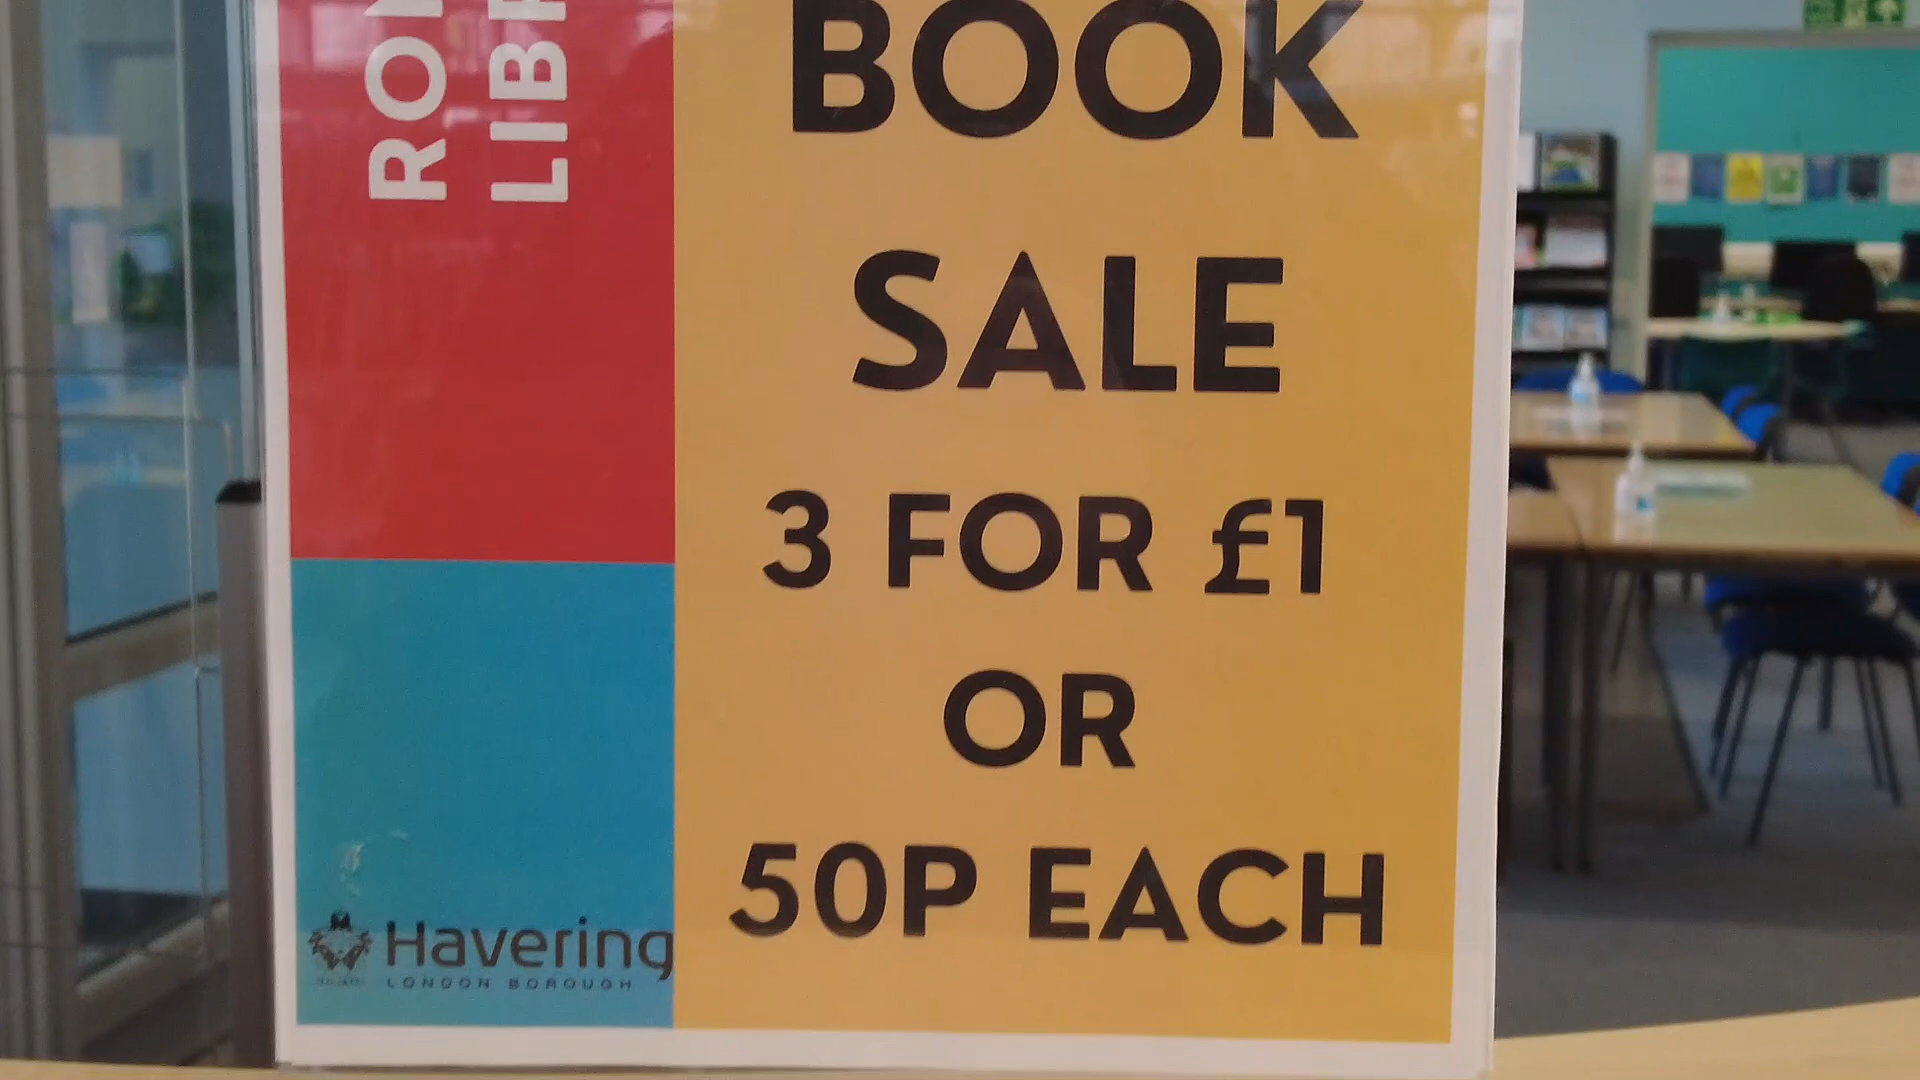 BOOK
SALE
3 FOR £1
OR
50P EACH
Havering
LONDON BOROUGH